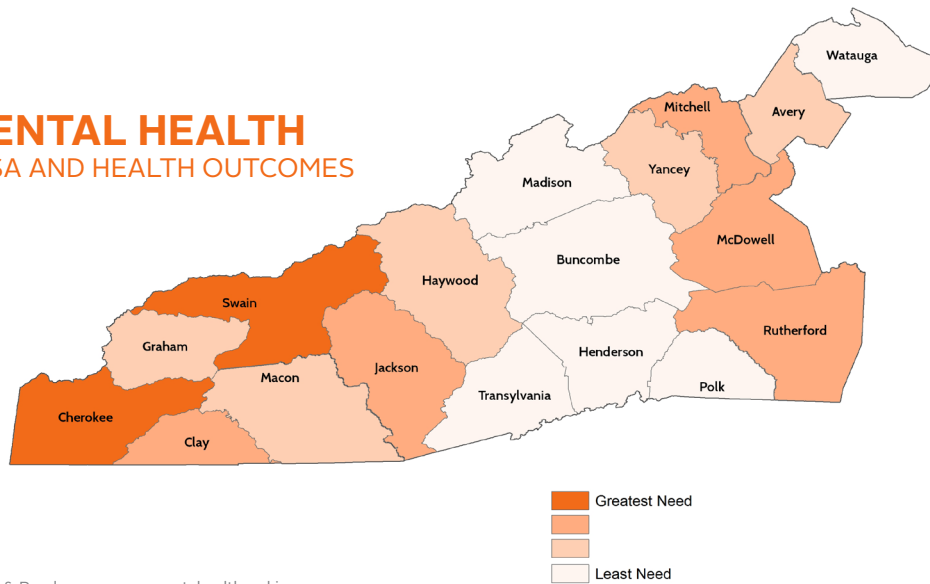 ENTAL HEALTH
SA AND HEALTH OUTCOMES
Watauga
Mitchell
Avery
Yancey
Madison
McDowell
Buncombe
Haywood
Swain
Rutherford
Graham
Henderson
Jackson
Macon
Polk
Transylvania
Cherokee
Clay
Greatest Need
Least Need